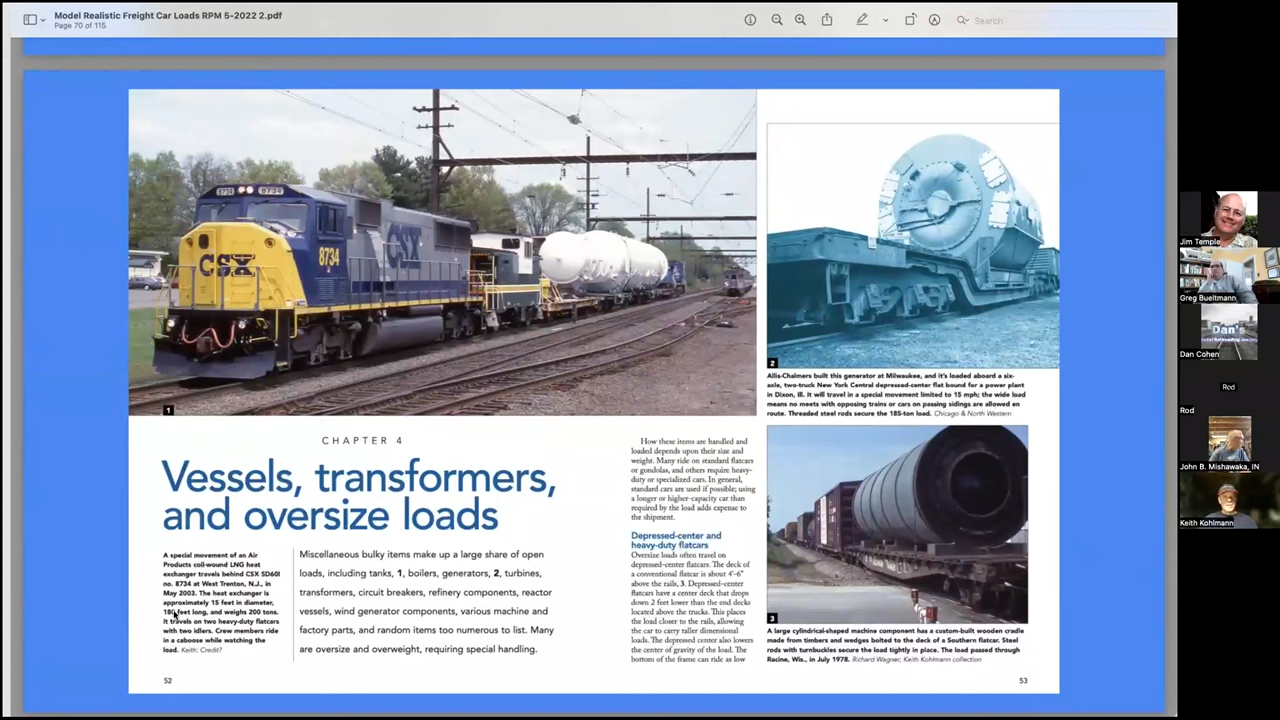 Model Realistic Freight Car Loads RPM 5-2022 2.pdf
Page 70 of 115
Search
8734
8734
8734
CSX
CSX
1
2
Allis-Chalmers built this generator at Milwaukee, and it's loaded aboard a six-
axle, two-truck New York Central depressed-center flat bound for a power plant
in Dixon, Ill. It will travel in a special movement limited to 15 mph; the wide load
means no meets with opposing trains or cars on passing sidings are allowed en
route. Threaded steel rods secure the 185-ton load. Chicago & North Western
CHAPTER 4
Vessels, transformers,
and oversize loads
A special movement of an Air
Products coil-wound LNG heat
exchanger travels behind CSX SD60I
no. 8734 at West Trenton, N.J., in
May 2003. The heat exchanger is
approximately 15 feet in diameter,
180 feet long, and weighs 200 tons.
It travels on two heavy-duty flatcars
with two idlers. Crew members ride
in a caboose while watching the
load. Keith: Credit?
Miscellaneous bulky items make up a large share of open
loads, including tanks, 1, boilers, generators, 2, turbines,
transformers, circuit breakers, refinery components, reactor
vessels, wind generator components, various machine and
factory parts, and random items too numerous to list. Many
are oversize and overweight, requiring special handling.
How these items are handled and
loaded depends upon their size and
weight. Many ride on standard flatcars
or gondolas, and others require heavy-
duty or specialized cars. In general,
standard cars are used if possible; using
a longer or higher-capacity car than
required by the load adds expense to
the shipment.
Depressed-center and
heavy-duty flatcars
Oversize loads often travel on
depressed-center flatcars. The deck of
a conventional flatcar is about 4'-6"
above the rails, 3. Depressed-center
flatcars have a center deck that drops
down 2 feet lower than the end decks
located above the trucks. This places
the load closer to the rails, allowing
the car to carry taller dimensional
loads. The depressed center also lowers
the center of gravity of the load. The
bottom of the frame can ride as low
3
A large cylindrical-shaped machine component has a custom-built wooden cradle
made from timbers and wedges bolted to the deck of a Southern flatcar. Steel
rods with turnbuckles secure the load tightly in place. The load passed through
Racine, Wis., in July 1978. Richard Wagner; Keith Kohlmann collection
52
53
Jim Temple
Greg Bueltmann
Dan's
Model Railroading
Dan Cohen
Rod
Rod
John B. Mishawaka, IN
Keith Kohlmann